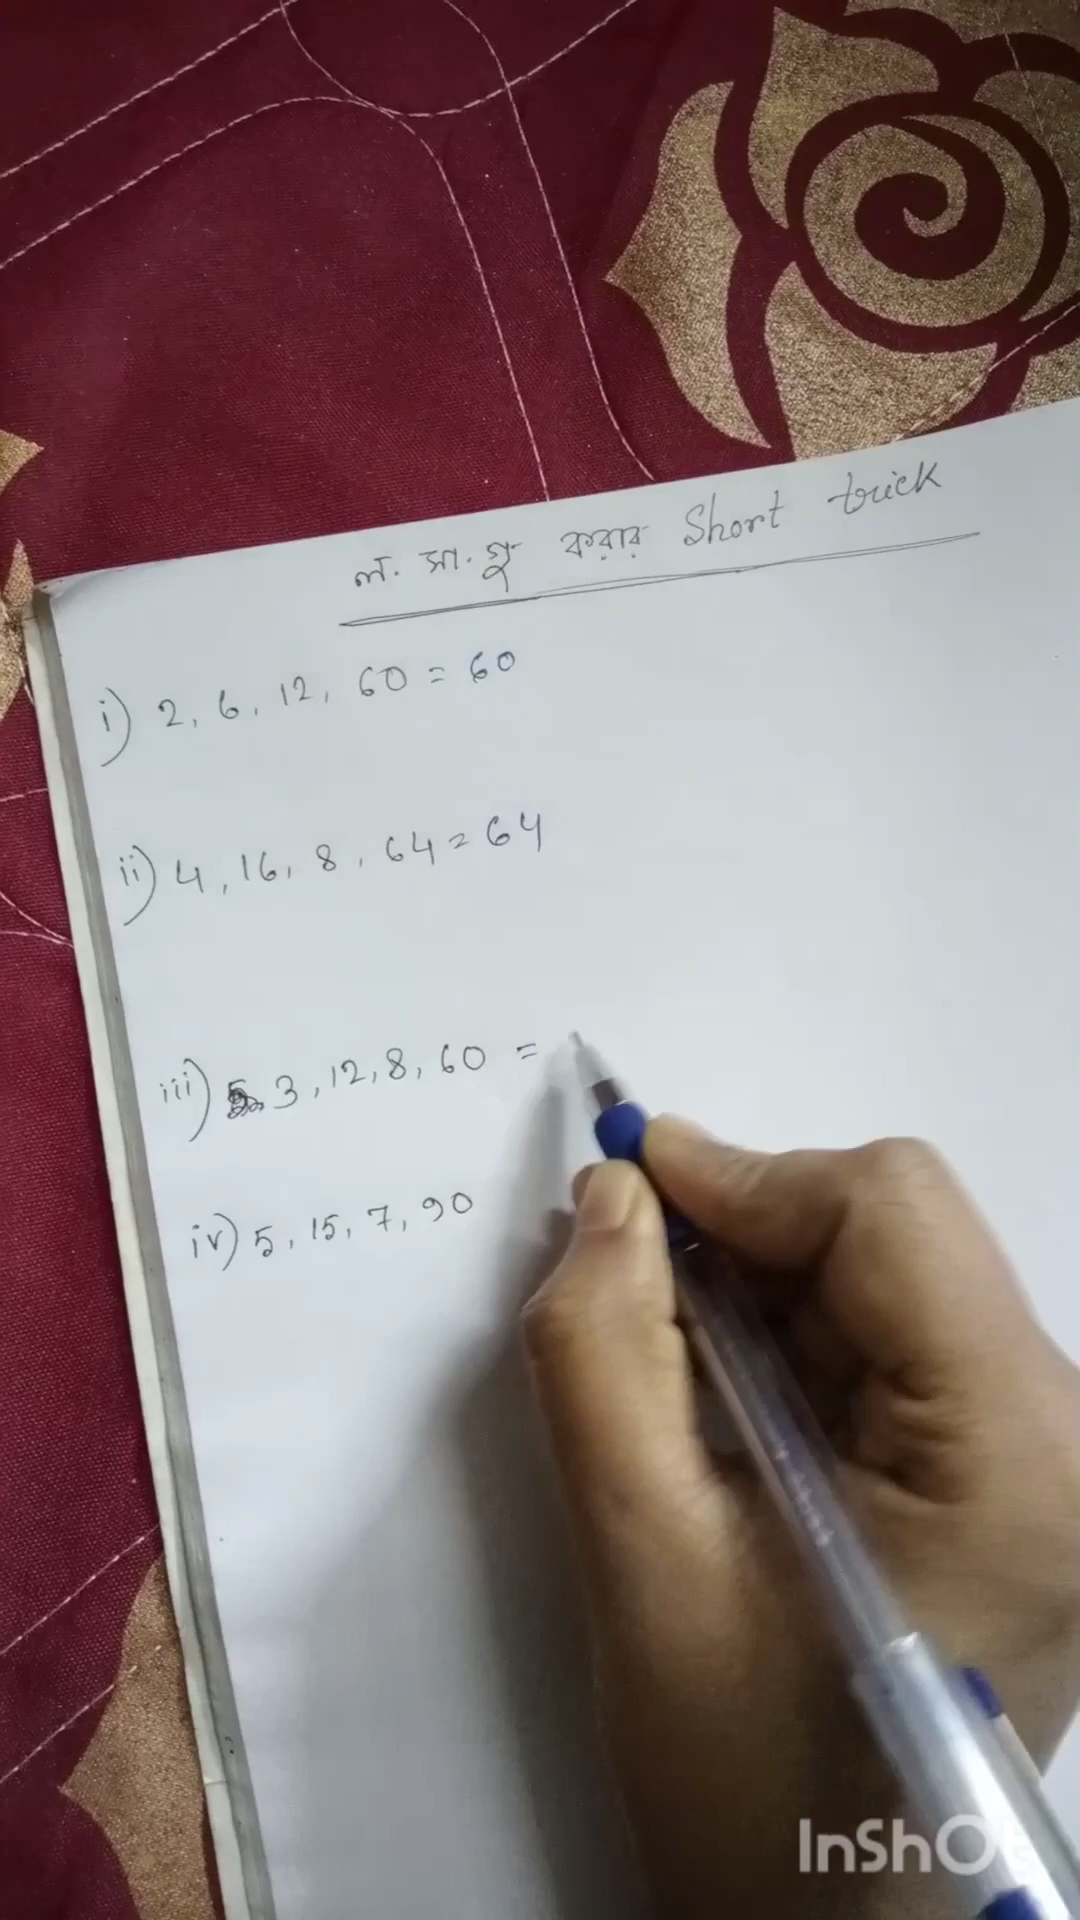 ল. সা. গু করার Short trick
i) 2, 6, 12, 60 = 60
ii) 4, 16, 8, 64 = 64
iii) 3, 12, 8, 60 =
iv) 5, 15, 7, 90
InShO